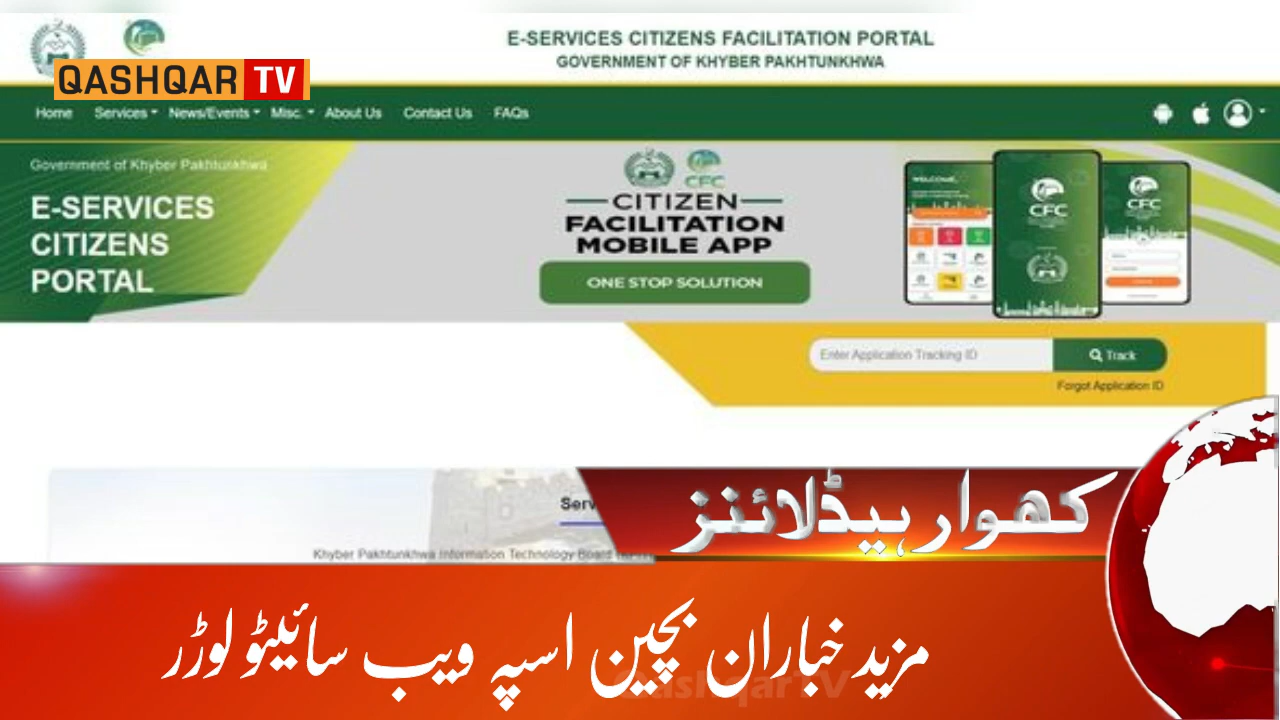 E-SERVICES CITIZENS FACILITATION PORTAL
GOVERNMENT OF KHYBER PAKHTUNKHWA
QASHQAR TV
Home Services News/Events Misc. About Us Contact Us FAQs
Government of Khyber Pakhtunkhwa
E-SERVICES
CITIZENS
PORTAL
CFC
CITIZEN
FACILITATION
MOBILE APP
ONE STOP SOLUTION
WELCOME
CFC
CFC
Enter Application Tracking ID
Track
Forgot Application ID
Serv
Khyber Pakhtunkhwa Information Technology Board
کھوار ہیڈلائنز
مزید خباران بچین اسپہ ویب سائیٹو لوڑر
QashqarTV